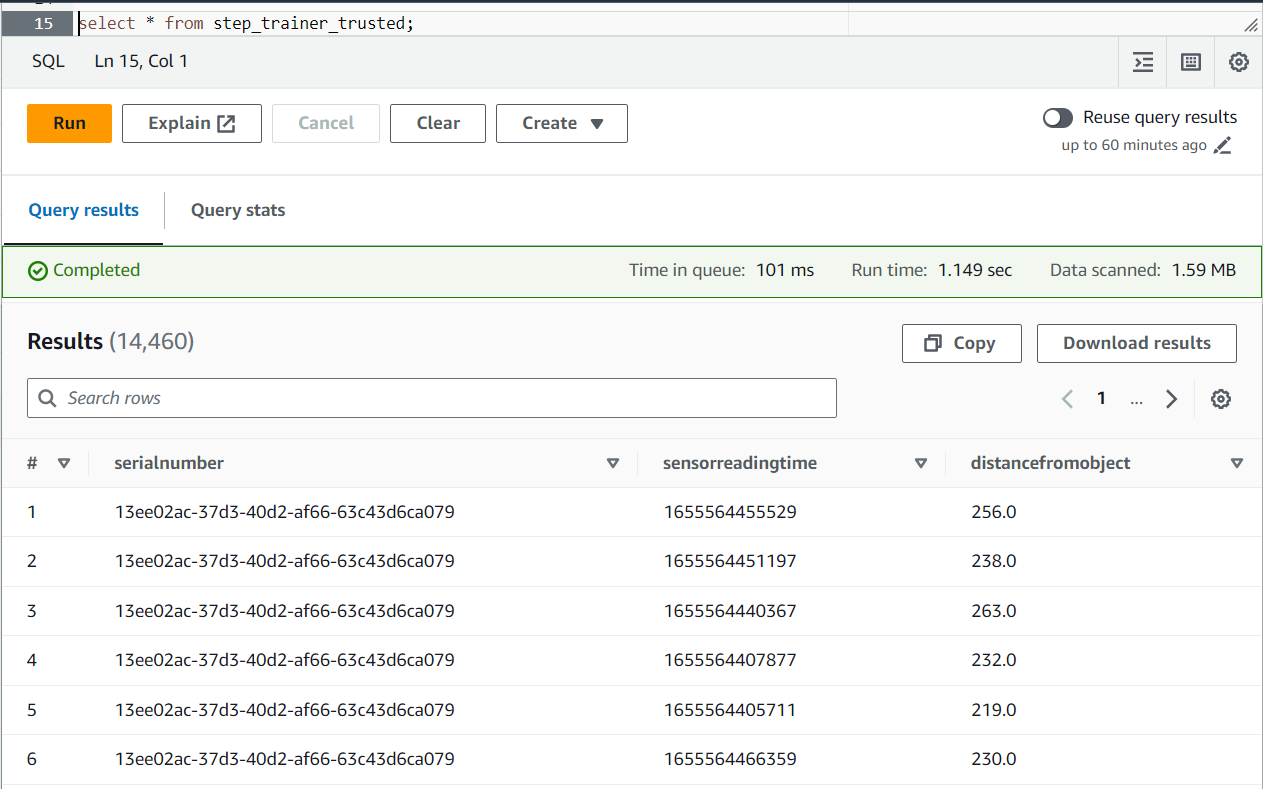 15 select * from step_trainer_trusted;
SQL Ln 15, Col 1
Run Explain Cancel Clear Create Reuse query results
up to 60 minutes ago
Query results Query stats
Completed Time in queue: 101 ms Run time: 1.149 sec Data scanned: 1.59 MB
Results (14,460) Copy Download results
Search rows 1 ...
# serialnumber sensorreadingtime distancefromobject
1 13ee02ac-37d3-40d2-af66-63c43d6ca079 1655564455529 256.0
2 13ee02ac-37d3-40d2-af66-63c43d6ca079 1655564451197 238.0
3 13ee02ac-37d3-40d2-af66-63c43d6ca079 1655564440367 263.0
4 13ee02ac-37d3-40d2-af66-63c43d6ca079 1655564407877 232.0
5 13ee02ac-37d3-40d2-af66-63c43d6ca079 1655564405711 219.0
6 13ee02ac-37d3-40d2-af66-63c43d6ca079 1655564466359 230.0